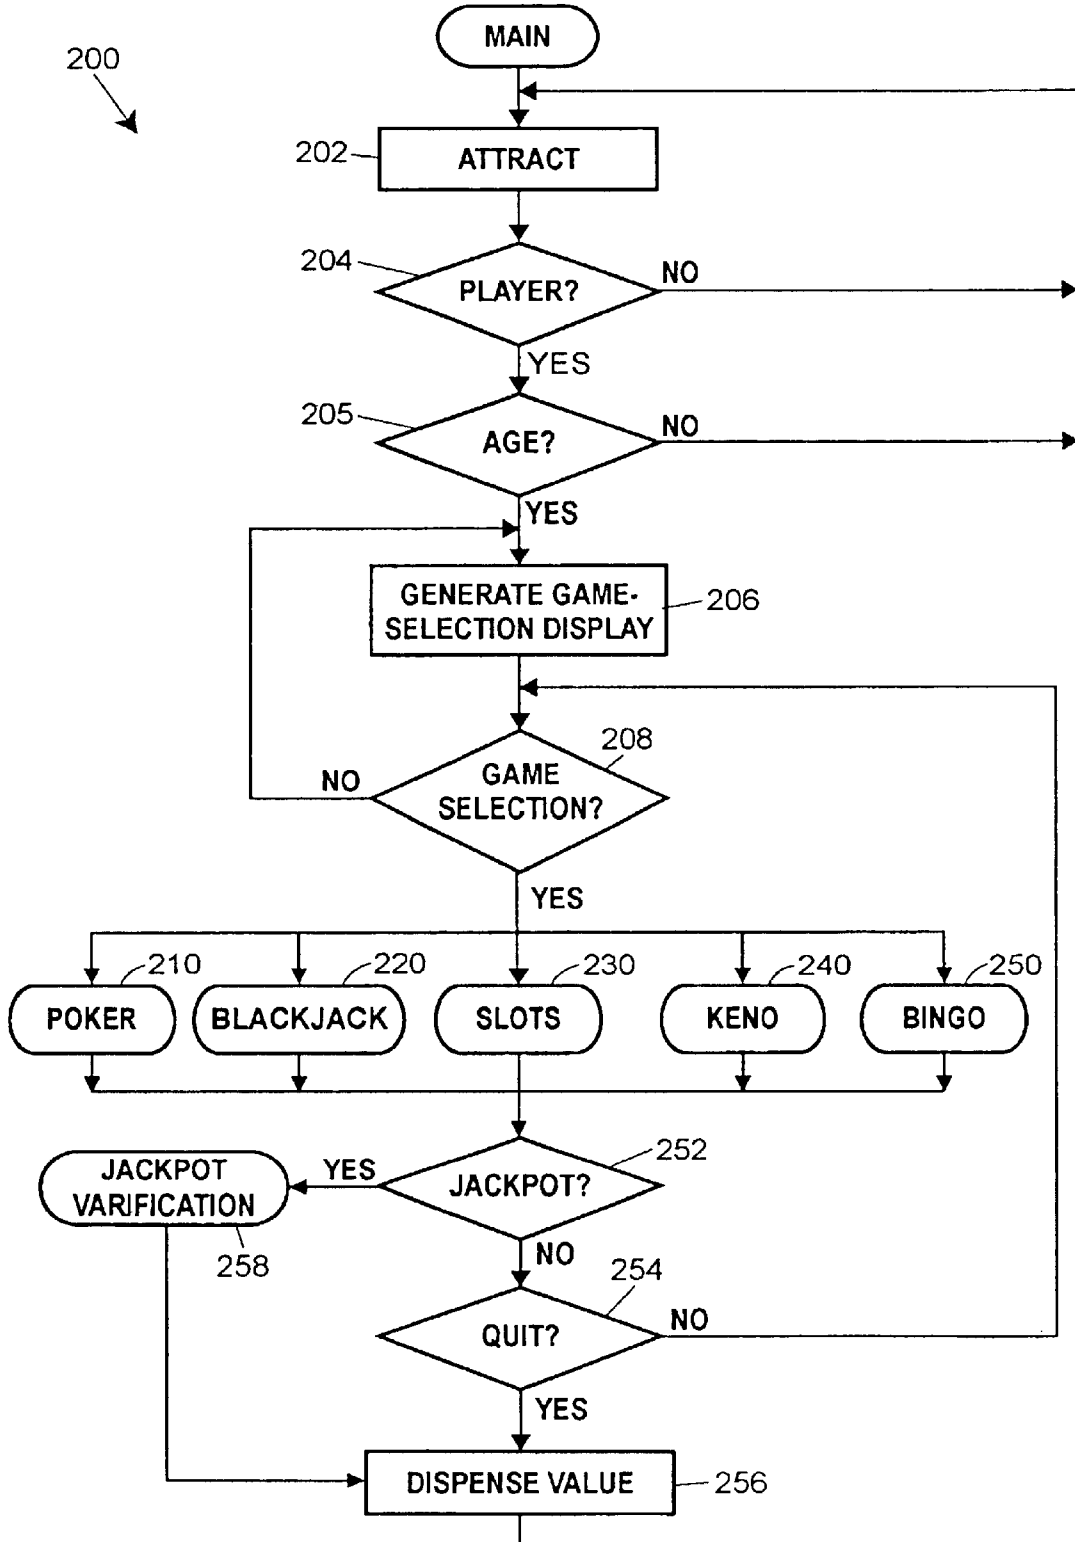 MAIN
200
202
ATTRACT
204
PLAYER?
NO
YES
205
AGE?
NO
YES
GENERATE GAME-
SELECTION DISPLAY
206
208
GAME
SELECTION?
NO
YES
210
220
230
240
250
POKER
BLACKJACK
SLOTS
KENO
BINGO
252
JACKPOT?
YES
JACKPOT
VARIFICATION
258
NO
254
QUIT?
NO
YES
DISPENSE VALUE
256